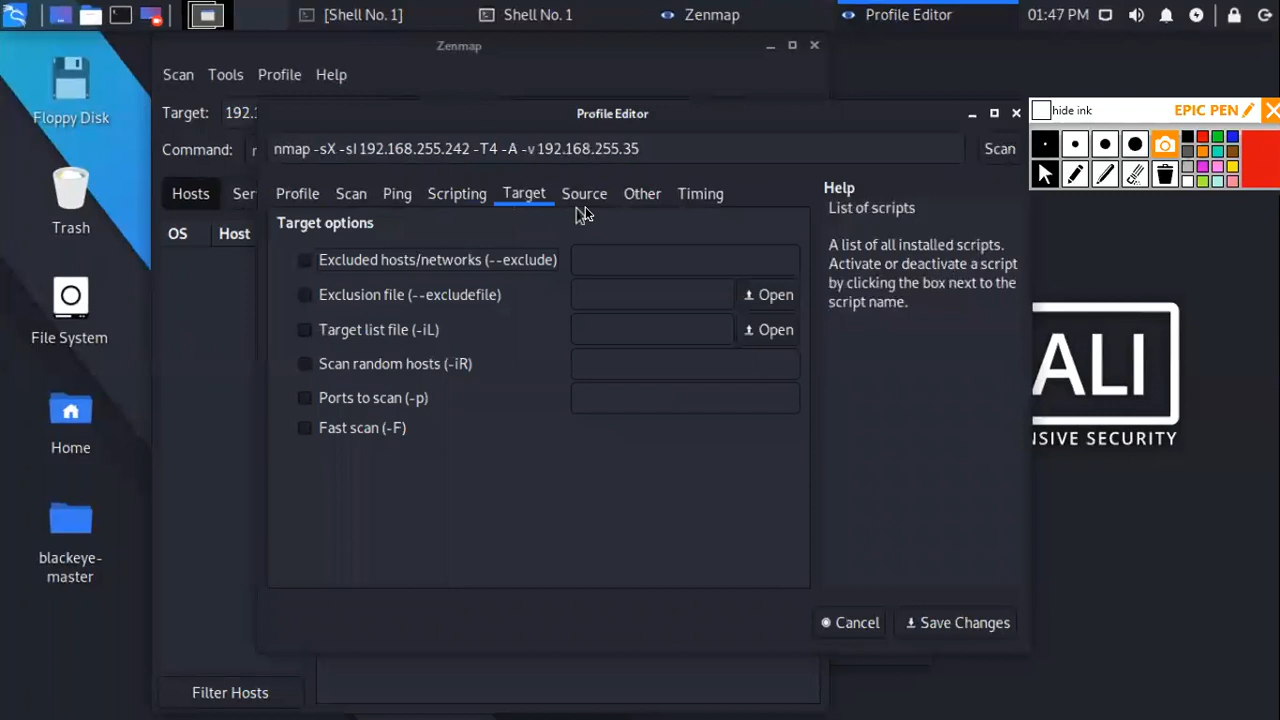 [Shell No. 1]
Shell No. 1
Zenmap
Profile Editor
01:47 PM
Floppy Disk
Trash
File System
Home
blackeye-
master
Zenmap
Scan Tools Profile Help
Target: 192.1
Command:
Hosts Ser
OS Host
Filter Hosts
Profile Editor
nmap -sX -sI 192.168.255.242 -T4 -A -v 192.168.255.35
Scan
Profile Scan Ping Scripting Target Source Other Timing
Target options
Excluded hosts/networks (--exclude)
Exclusion file (--excludefile) Open
Target list file (-iL) Open
Scan random hosts (-iR)
Ports to scan (-p)
Fast scan (-F)
Help
List of scripts
A list of all installed scripts.
Activate or deactivate a script
by clicking the box next to the
script name.
Cancel Save Changes
hide ink EPIC PEN
ALI
NSIVE SECURITY